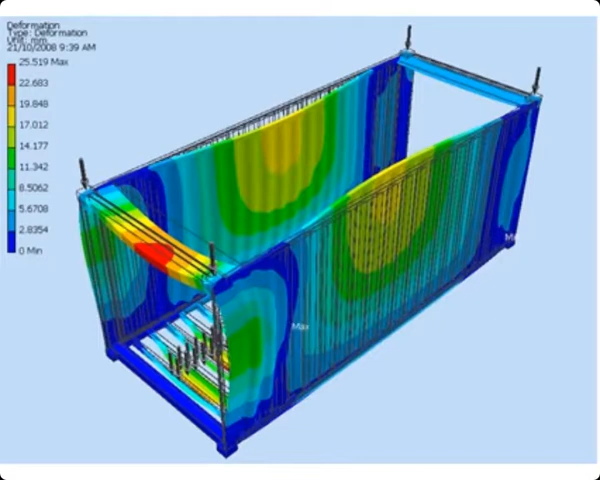 Deformation
Type: Deformation
Unit: mm
21/10/2008 9:39 AM
25.519 Max
22.683
19.848
17.012
14.177
11.342
8.5062
5.6708
2.8354
0 Min
Max